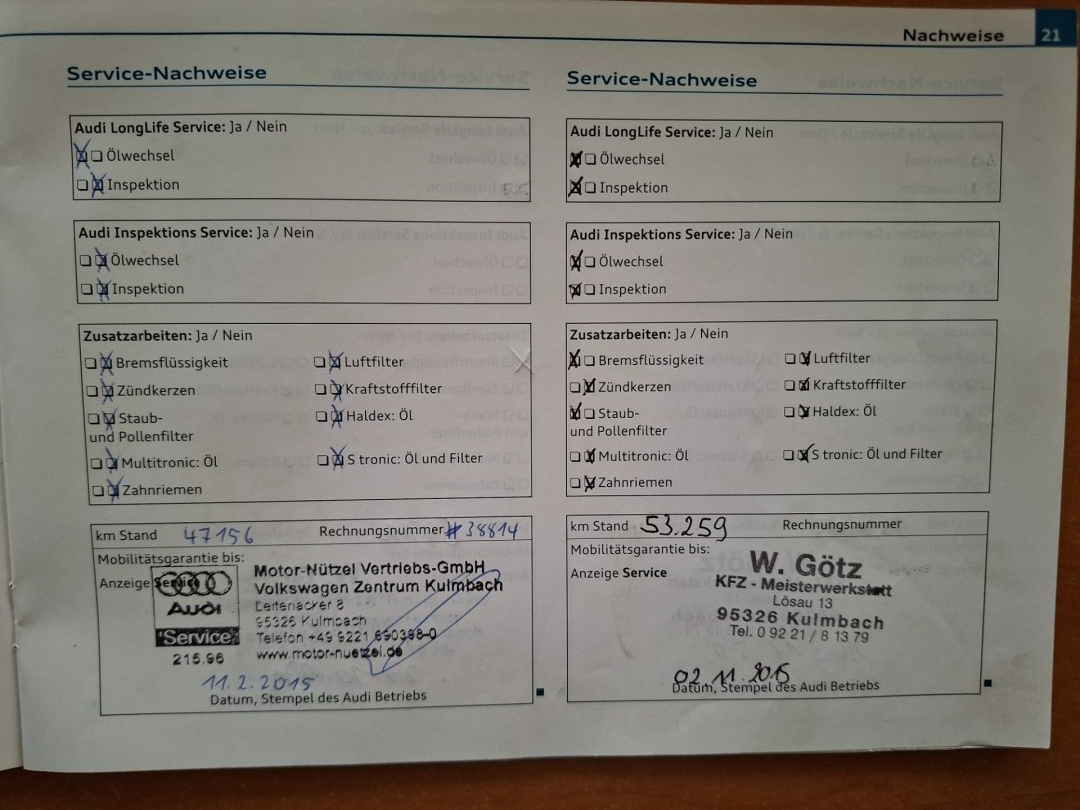 Nachweise 21
Service-Nachweise
Audi LongLife Service: Ja / Nein
Ölwechsel
Inspektion
Audi Inspektions Service: Ja / Nein
Ölwechsel
Inspektion
Zusatzarbeiten: Ja / Nein
Bremsflüssigkeit Luftfilter
Zündkerzen Kraftstofffilter
Staub- Haldex: Öl
und Pollenfilter
Multitronic: Öl S tronic: Öl und Filter
Zahnriemen
km Stand 47156 Rechnungsnummer #38814
Mobilitätsgarantie bis:
Anzeige Service
Audi
Service
215.96
Motor-Nützel Vertriebs-GmbH
Volkswagen Zentrum Kulmbach
Leitenacker 8
95326 Kulmbach
Telefon +49 9221 690398-0
www.motor-nuetzel.de
11.2.2015
Datum, Stempel des Audi Betriebs
Service-Nachweise
Audi LongLife Service: Ja / Nein
Ölwechsel
Inspektion
Audi Inspektions Service: Ja / Nein
Ölwechsel
Inspektion
Zusatzarbeiten: Ja / Nein
Bremsflüssigkeit Luftfilter
Zündkerzen Kraftstofffilter
Staub- Haldex: Öl
und Pollenfilter
Multitronic: Öl S tronic: Öl und Filter
Zahnriemen
km Stand 53.259 Rechnungsnummer
Mobilitätsgarantie bis:
Anzeige Service
W. Götz
KFZ - Meisterwerkstatt
Lösau 13
95326 Kulmbach
Tel. 0 92 21 / 8 13 79
02.11.2015
Datum, Stempel des Audi Betriebs